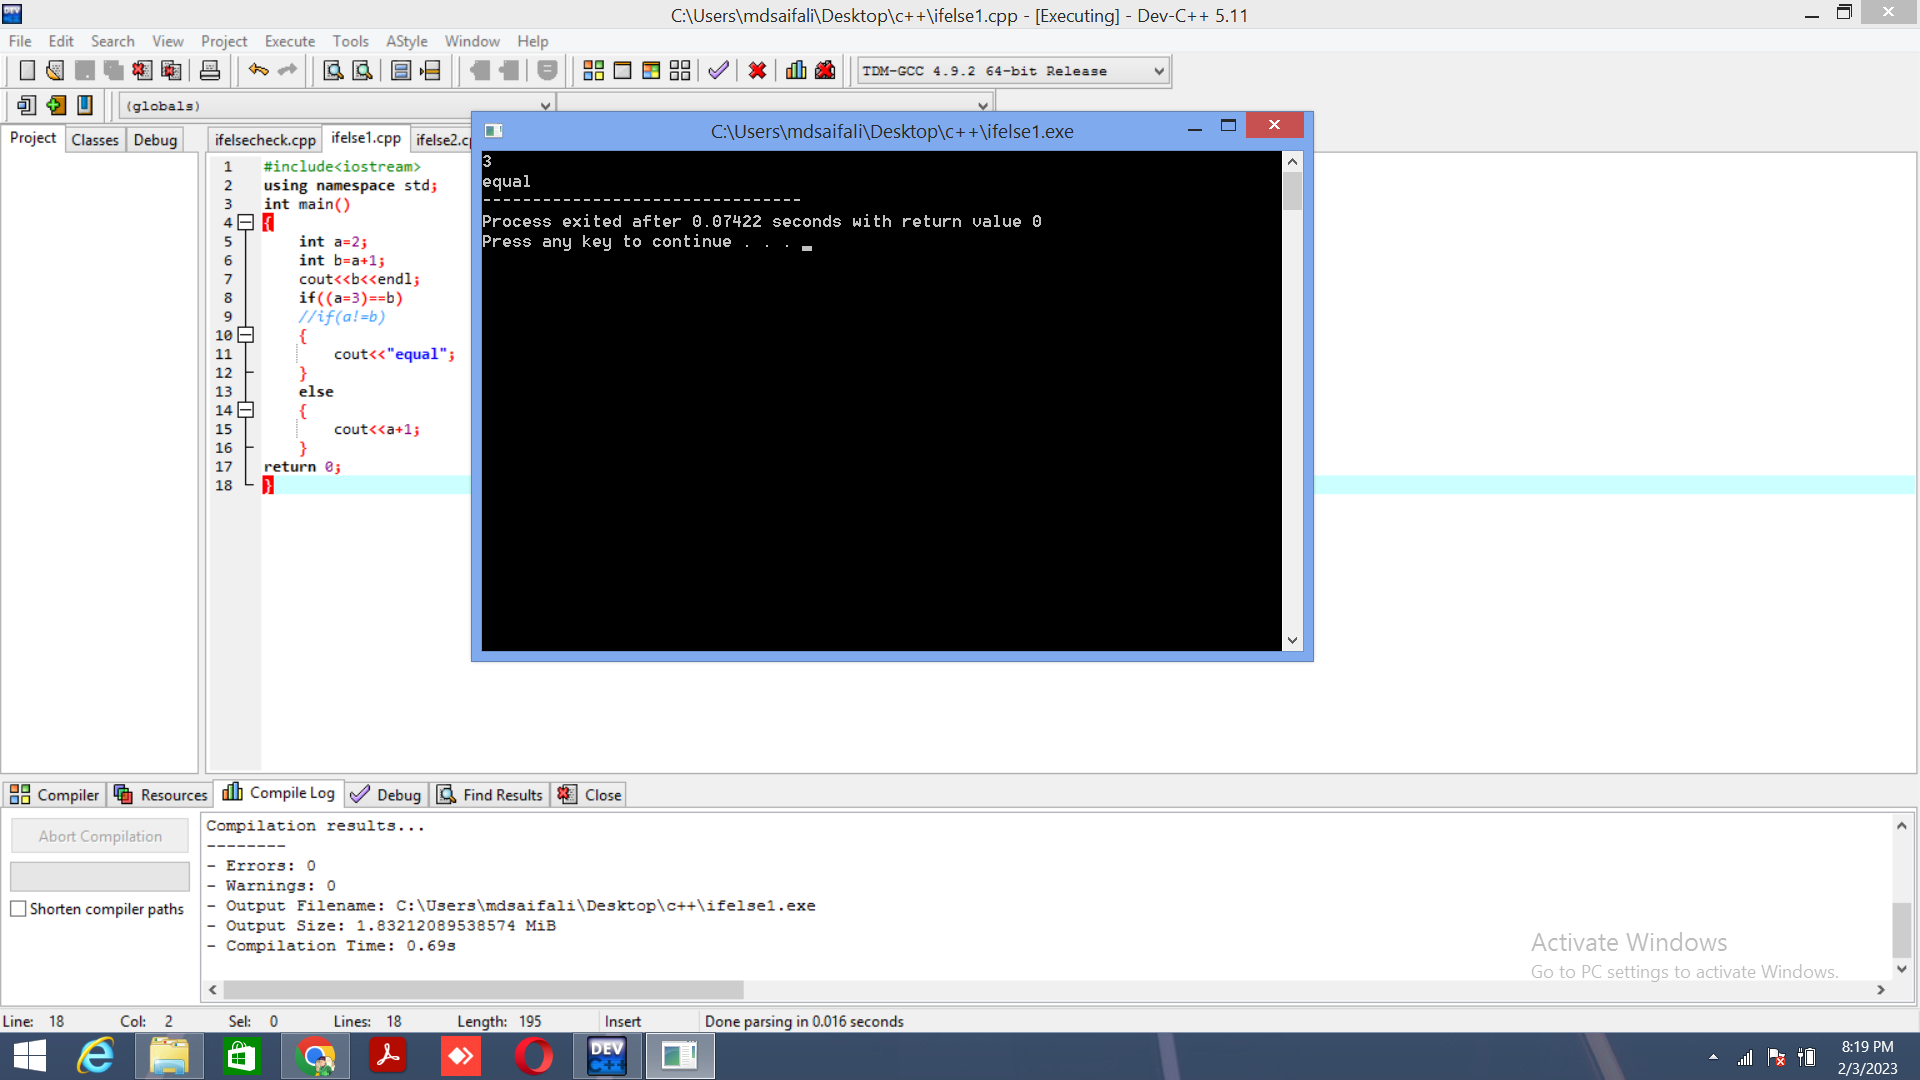 C:\Users\mdsaifali\Desktop\c++\ifelse1.cpp - [Executing] - Dev-C++ 5.11
File Edit Search View Project Execute Tools AStyle Window Help
TDM-GCC 4.9.2 64-bit Release
(globals)
Project Classes Debug
ifelsecheck.cpp ifelse1.cpp
1 #include<iostream>
2 using namespace std;
3 int main()
4 {
5 int a=2;
6 int b=a+1;
7 cout<<b<<endl;
8 if((a=3)==b)
9 //if(a!=b)
10 {
11 cout<<"equal";
12 }
13 else
14 {
15 cout<<a+1;
16 }
17 return 0;
18 }
C:\Users\mdsaifali\Desktop\c++\ifelse1.exe
3
equal
--------------------------------
Process exited after 0.07422 seconds with return value 0
Press any key to continue . . .
Compiler Resources Compile Log Debug Find Results Close
Abort Compilation
Shorten compiler paths
Compilation results...
--------
- Errors: 0
- Warnings: 0
- Output Filename: C:\Users\mdsaifali\Desktop\c++\ifelse1.exe
- Output Size: 1.83212089538574 MiB
- Compilation Time: 0.69s
Activate Windows
Go to PC settings to activate Windows.
Line: 18 Col: 2 Sel: 0 Lines: 18 Length: 195 Insert Done parsing in 0.016 seconds
DEV
C++
8:19 PM
2/3/2023